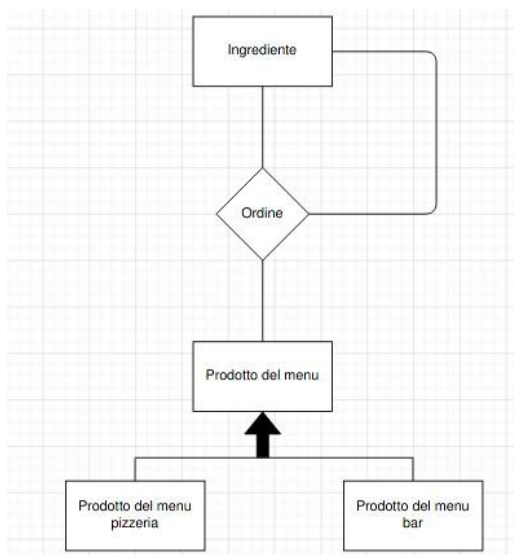 Ingrediente
Ordine
Prodotto del menu
Prodotto del menu
pizzeria
Prodotto del menu
bar